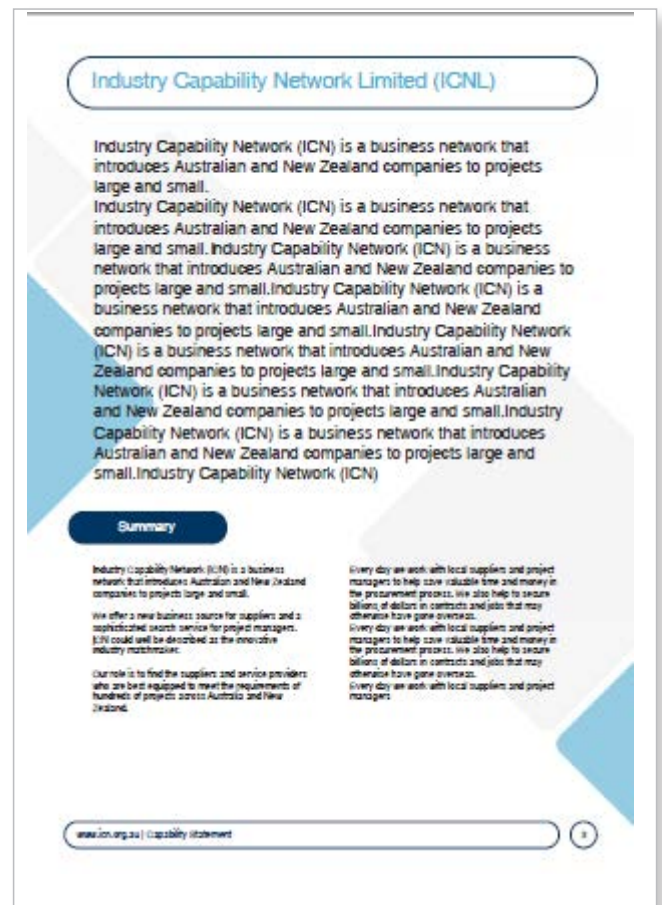 Industry Capability Network Limited (ICNL)
Industry Capability Network (ICN) is a business network that
introduces Australian and New Zealand companies to projects
large and small.
Industry Capability Network (ICN) is a business network that
introduces Australian and New Zealand companies to projects
large and small.Industry Capability Network (ICN) is a business
network that introduces Australian and New Zealand companies to
projects large and small.Industry Capability Network (ICN) is a
business network that introduces Australian and New Zealand
companies to projects large and small.Industry Capability Network
(ICN) is a business network that introduces Australian and New
Zealand companies to projects large and small.Industry Capability
Network (ICN) is a business network that introduces Australian
and New Zealand companies to projects large and small.Industry
Capability Network (ICN) is a business network that introduces
Australian and New Zealand companies to projects large and
small.Industry Capability Network (ICN)
Summary
Industry Capability Network (ICN) is a business
network that introduces Australian and New Zealand
companies to projects large and small.
We offer a new business source for suppliers and a
sophisticated search service for project managers.
ICN could well be described as the innovative
industry matchmaker.
Our role is to find the suppliers and service providers
who are best equipped to meet the requirements of
hundreds of projects across Australia and New
Zealand.
Every day we work with local suppliers and project
managers to help save valuable time and money in
the procurement process. We also help to secure
billions of dollars in contracts and jobs that may
otherwise have gone overseas.
Every day we work with local suppliers and project
managers to help save valuable time and money in
the procurement process. We also help to secure
billions of dollars in contracts and jobs that may
otherwise have gone overseas.
Every day we work with local suppliers and project
managers
www.icn.org.au | Capability Statement